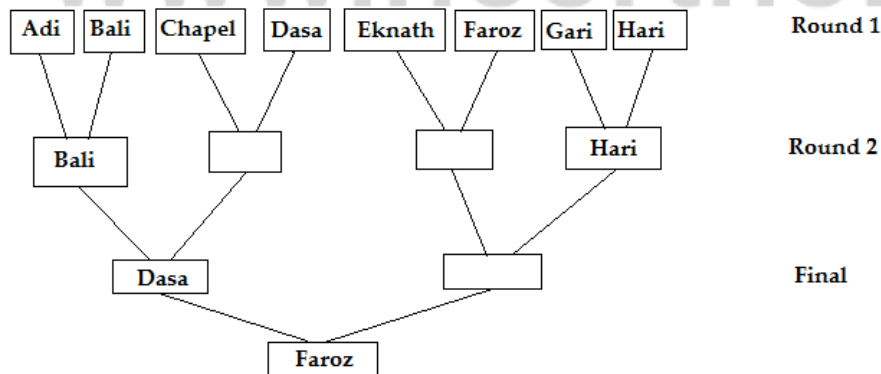 Adi Bali Chapel Dasa Eknath Faroz Gari Hari Round 1
Bali Hari Round 2
Dasa Final
Faroz